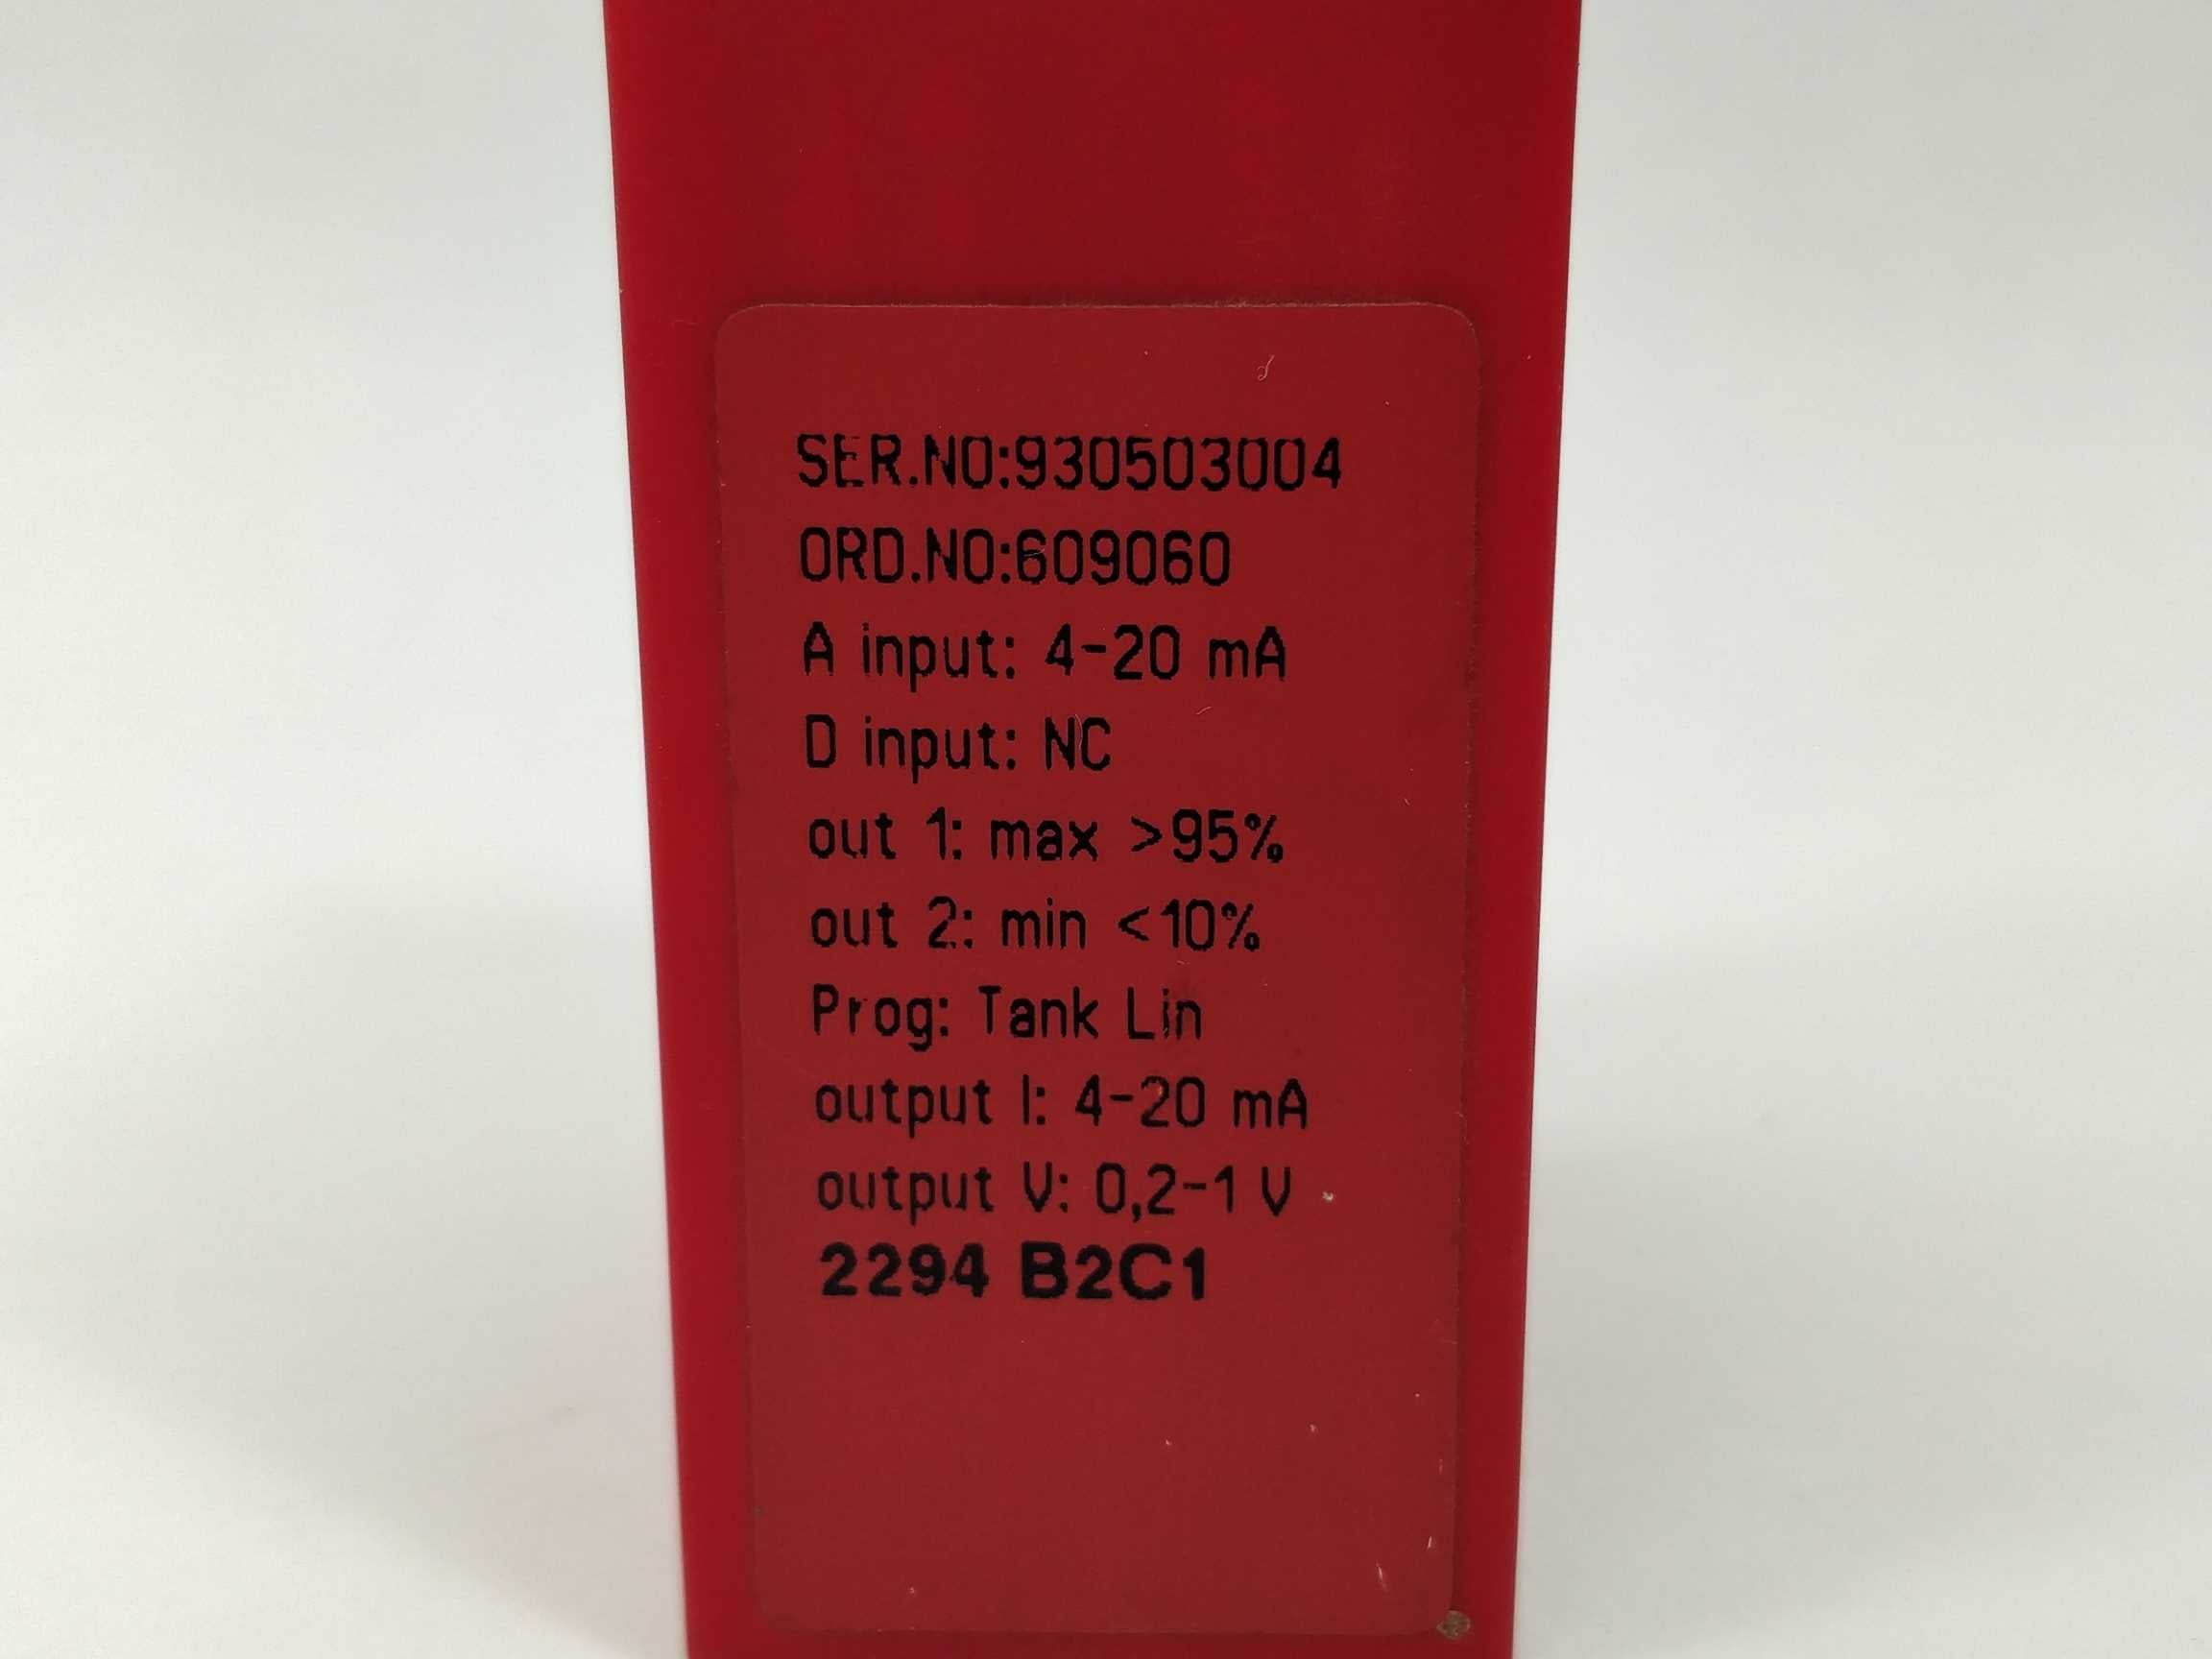 SER.NO:930503004
ORD.NO:609060
A input: 4-20 mA
D input: NC
out 1: max >95%
out 2: min <10%
Prog: Tank Lin
output I: 4-20 mA
output V: 0,2-1 V
2294 B2C1